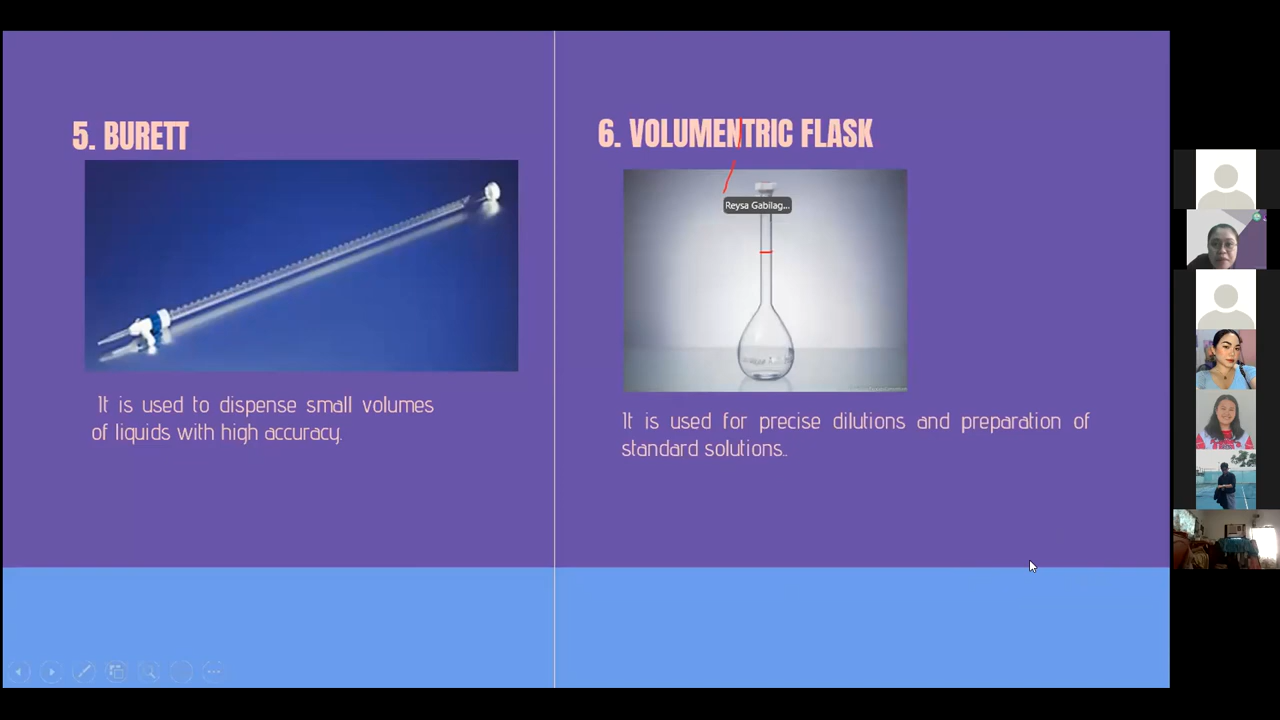 5. BURETT
It is used to dispense small volumes
of liquids with high accuracy.
6. VOLUMENTRIC FLASK
Reysa Gabilag...
It is used for precise dilutions and preparation of
standard solutions..